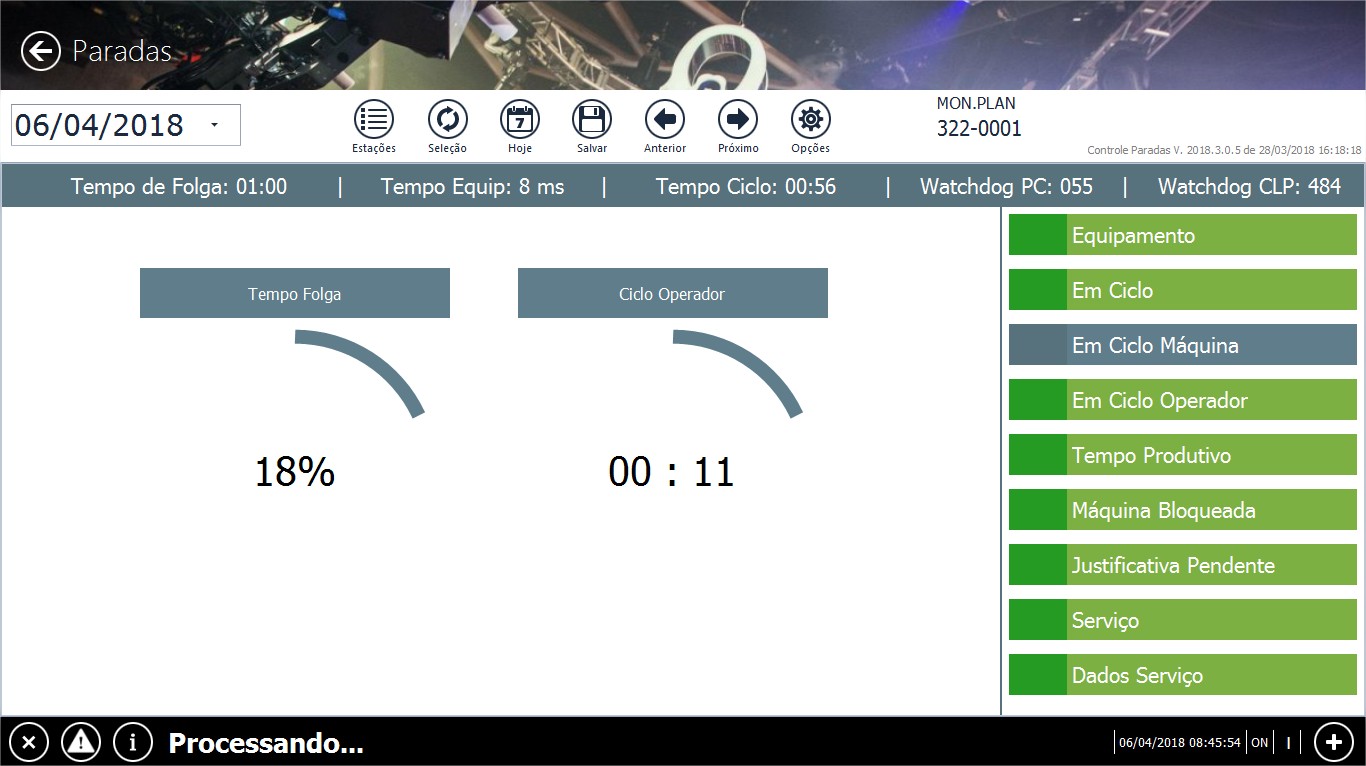 Paradas
06/04/2018
7
Estações Seleção Hoje Salvar Anterior Próximo Opções
MON.PLAN
322-0001
Controle Paradas V. 2018.3.0.5 de 28/03/2018 16:18:18
Tempo de Folga: 01:00 | Tempo Equip: 8 ms | Tempo Ciclo: 00:56 | Watchdog PC: 055 | Watchdog CLP: 484
Tempo Folga
18%
Ciclo Operador
00 : 11
Equipamento
Em Ciclo
Em Ciclo Máquina
Em Ciclo Operador
Tempo Produtivo
Máquina Bloqueada
Justificativa Pendente
Serviço
Dados Serviço
Processando...
06/04/2018 08:45:54 | ON | I |